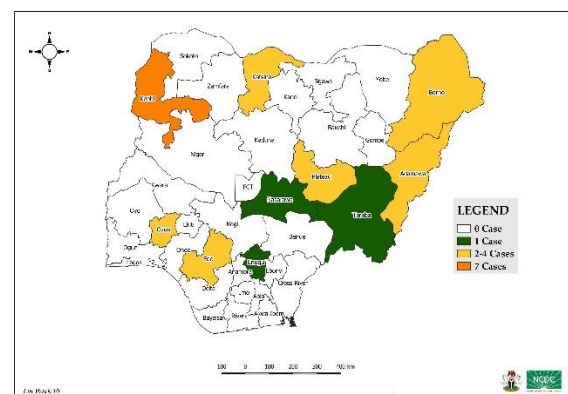 Sokoto
Katsina
Zamfara
Kano
Jigawa
Yobe
Borno
Kebbi
Kaduna
Bauchi
Gombe
Niger
Adamawa
Plateau
FCT
Nasarawa
Taraba
Kwara
Oyo
Osun
Ekiti
Kogi
Benue
Ogun
Ondo
Lagos
Edo
Enugu
Anambra
Ebonyi
Cross River
Delta
Imo
Abia
Bayelsa
Rivers
Akwa Ibom
LEGEND
0 Case
1 Case
2-4 Cases
7 Cases
100 0 100 200 300 400 km
NCDC